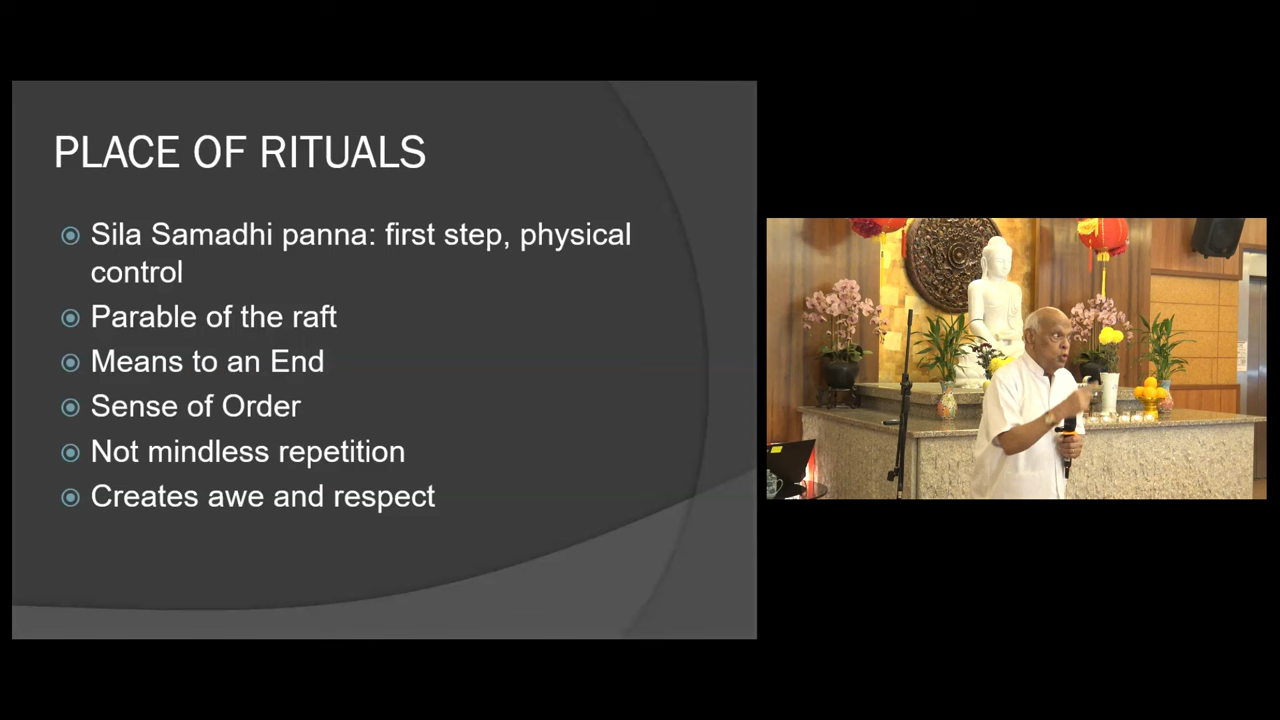 PLACE OF RITUALS
Sila Samadhi panna: first step, physical
control
Parable of the raft
Means to an End
Sense of Order
Not mindless repetition
Creates awe and respect